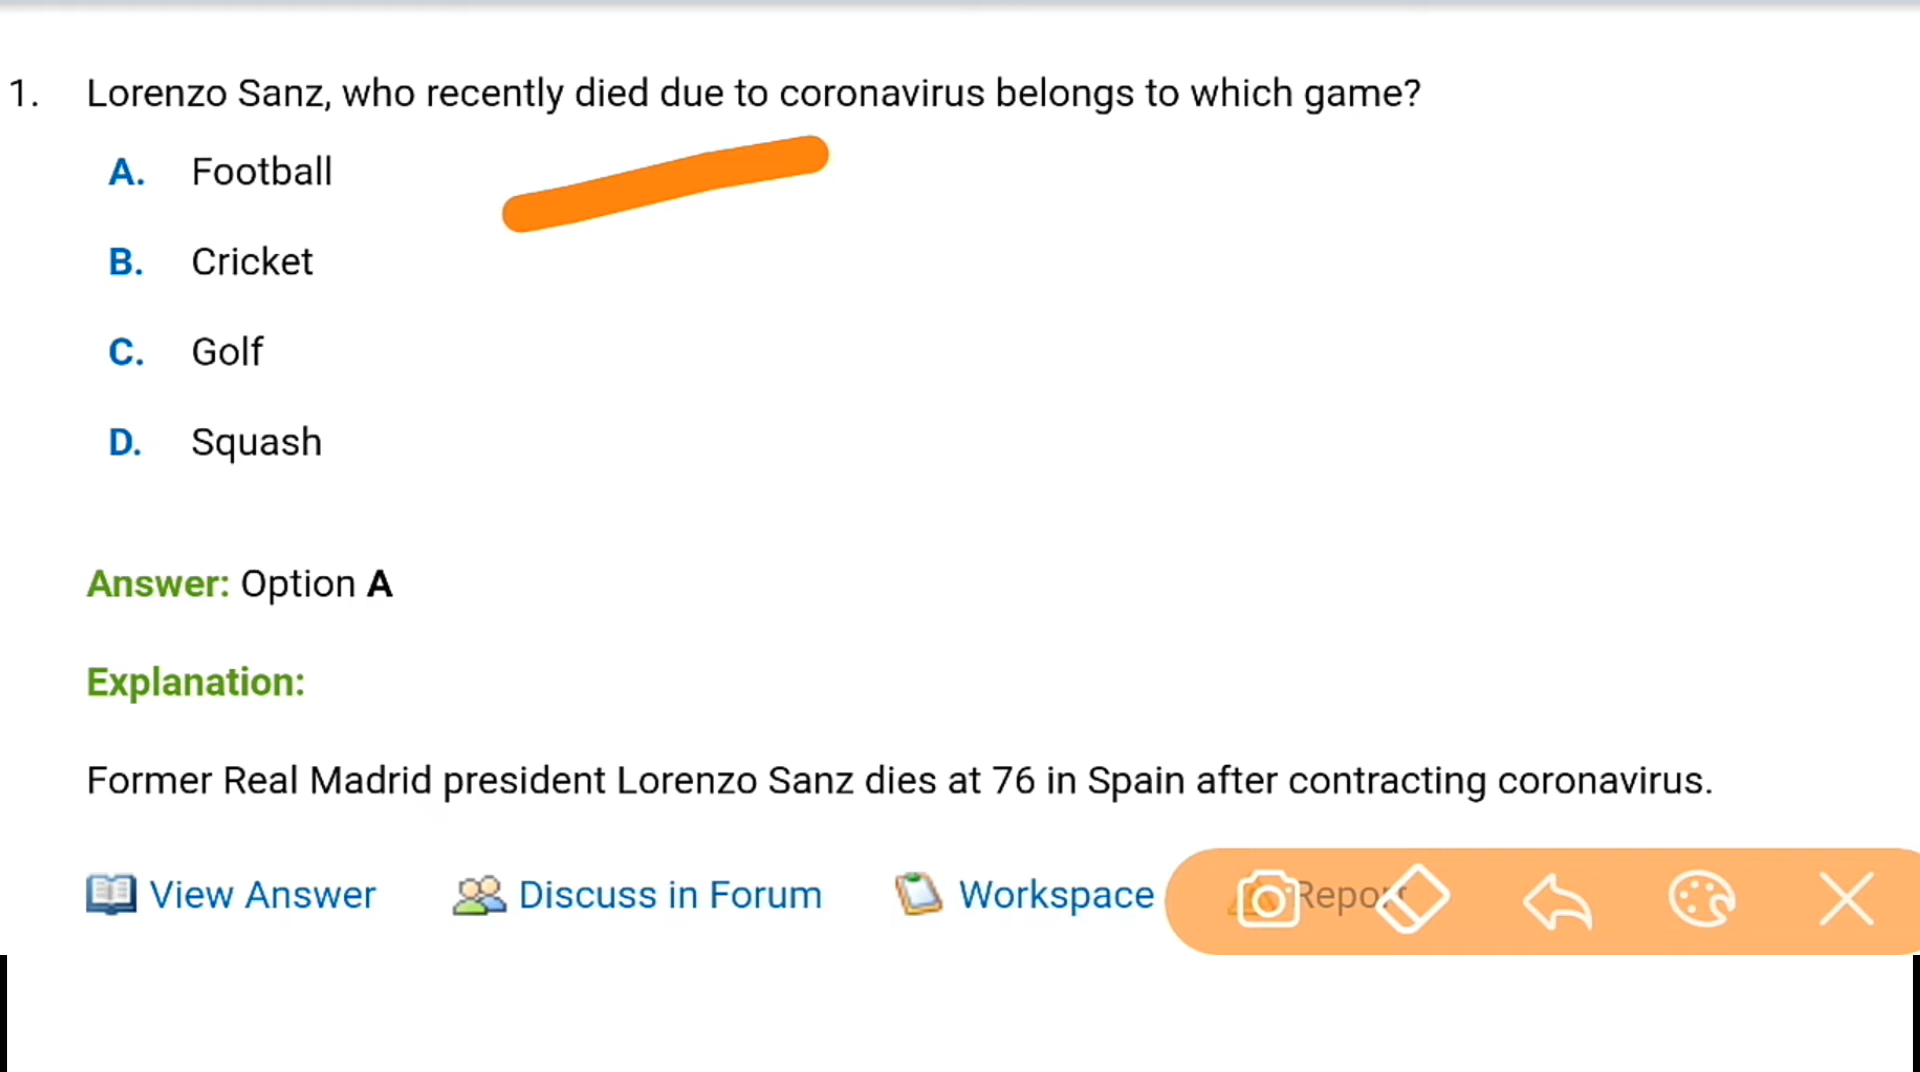 1. Lorenzo Sanz, who recently died due to coronavirus belongs to which game?
A. Football
B. Cricket
C. Golf
D. Squash
Answer: Option A
Explanation:
Former Real Madrid president Lorenzo Sanz dies at 76 in Spain after contracting coronavirus.
View Answer Discuss in Forum Workspace Report